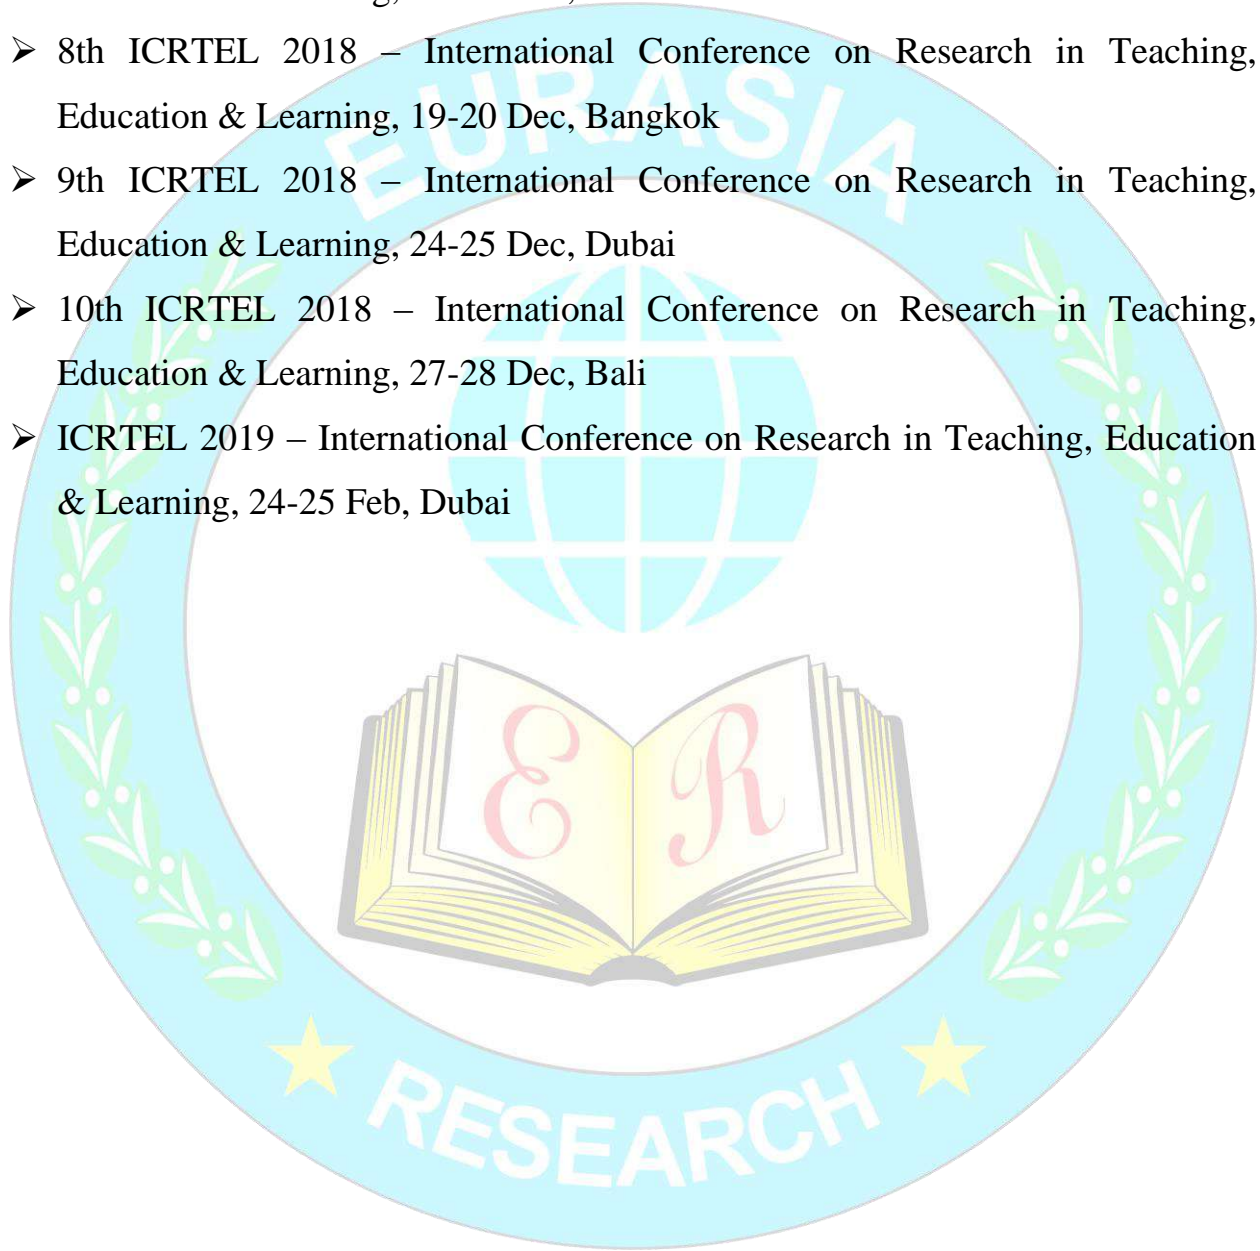 ➢ 8th ICRTEL 2018 – International Conference on Research in Teaching,
Education & Learning, 19-20 Dec, Bangkok
➢ 9th ICRTEL 2018 – International Conference on Research in Teaching,
Education & Learning, 24-25 Dec, Dubai
➢ 10th ICRTEL 2018 – International Conference on Research in Teaching,
Education & Learning, 27-28 Dec, Bali
➢ ICRTEL 2019 – International Conference on Research in Teaching, Education
& Learning, 24-25 Feb, Dubai
EURASIA
E R
RESEARCH